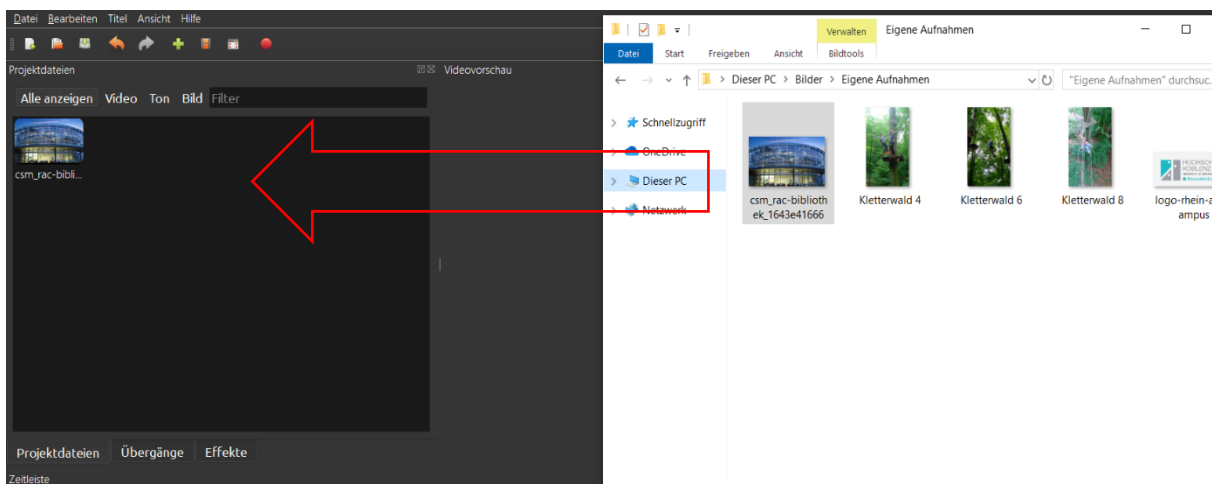 Datei Bearbeiten Titel Ansicht Hilfe
Projektdateien
Videovorschau
Alle anzeigen Video Ton Bild Filter
csm_rac-bibli...
Projektdateien Übergänge Effekte
Zeitleiste
Verwalten Eigene Aufnahmen
Datei Start Freigeben Ansicht Bildtools
Dieser PC > Bilder > Eigene Aufnahmen
"Eigene Aufnahmen" durchsuc...
Schnellzugriff
OneDrive
Dieser PC
Netzwerk
csm_rac-biblioth
ek_1643e41666
Kletterwald 4
Kletterwald 6
Kletterwald 8
HOCHSCH
KOBLENZ
logo-rhein-a
ampus